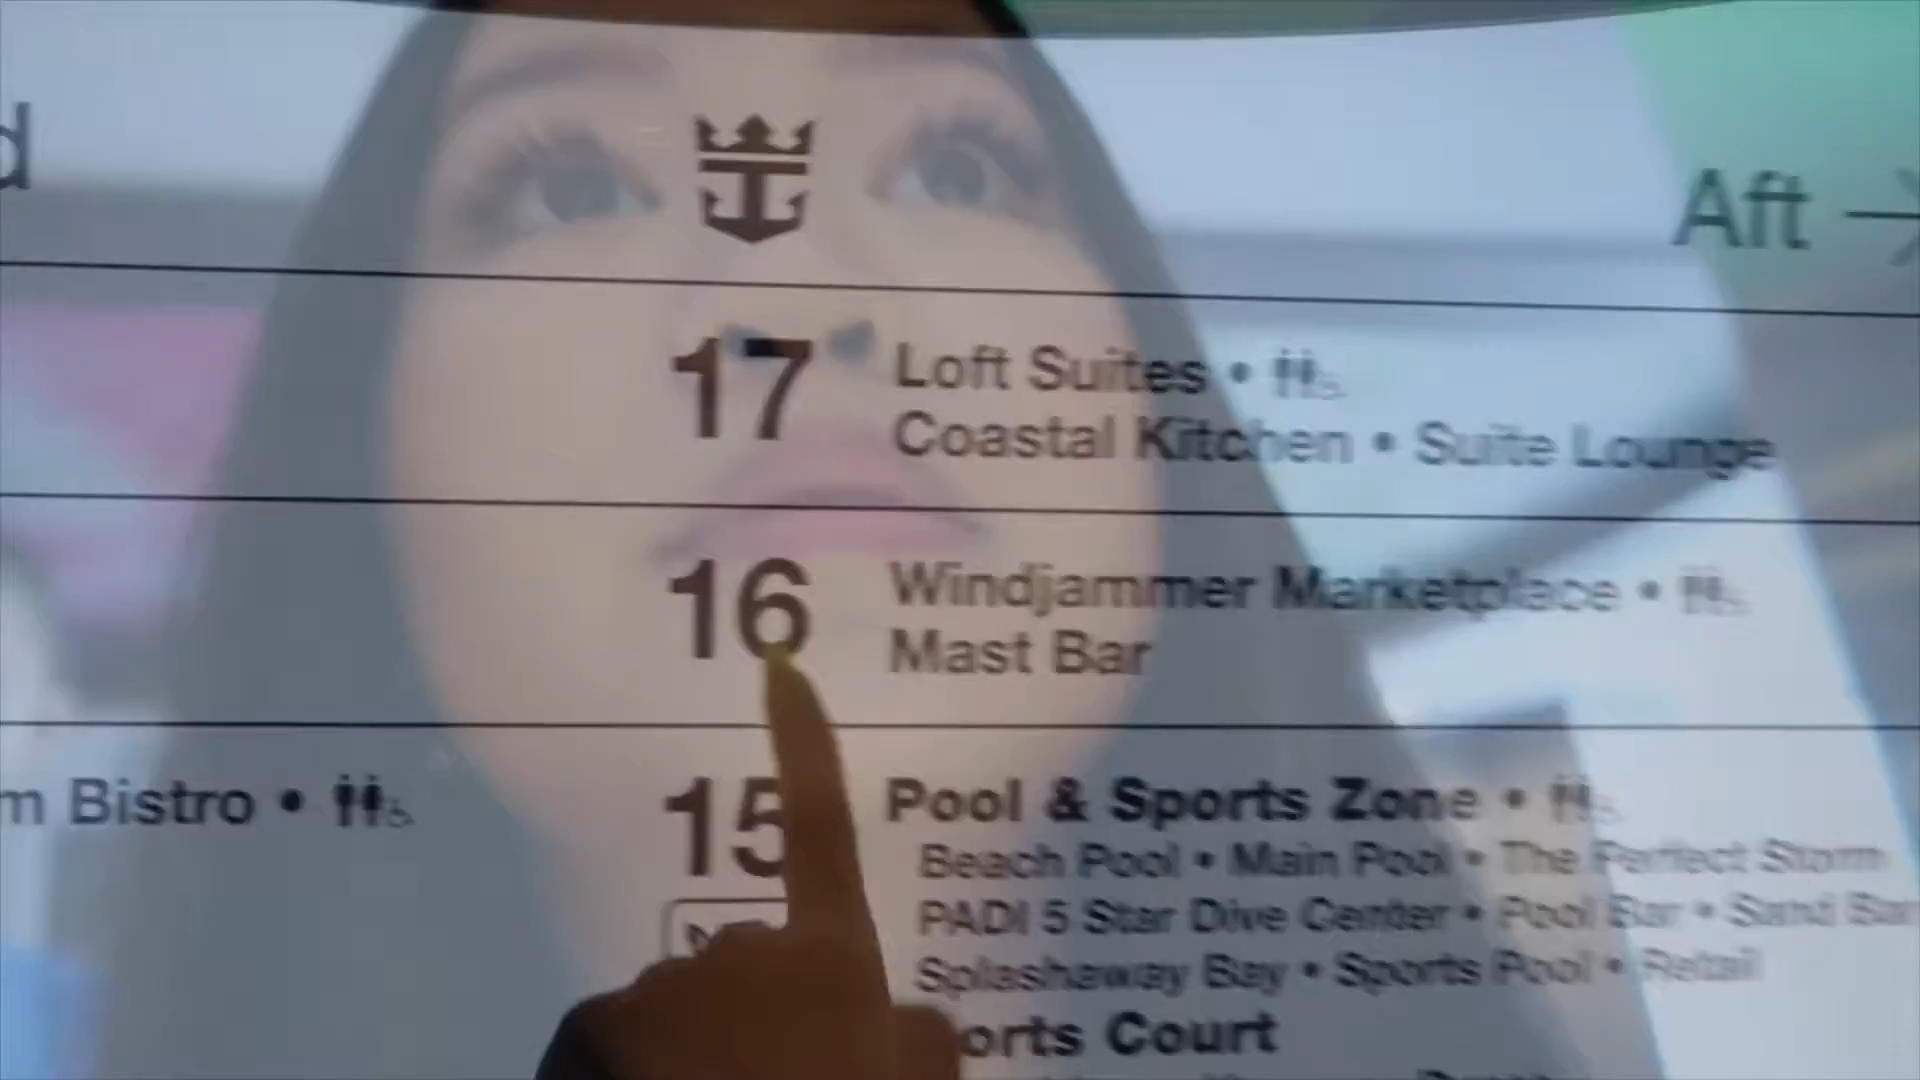 Aft →
17 Loft Suites •
Coastal Kitchen • Suite Lounge
16 Windjammer Marketplace •
Mast Bar
Bistro •
15 Pool & Sports Zone •
Beach Pool • Main Pool • The Perfect Storm
PADI 5 Star Dive Center • Pool Bar • Sand Bar
Splashaway Bay • Sports Pool • Retail
orts Court